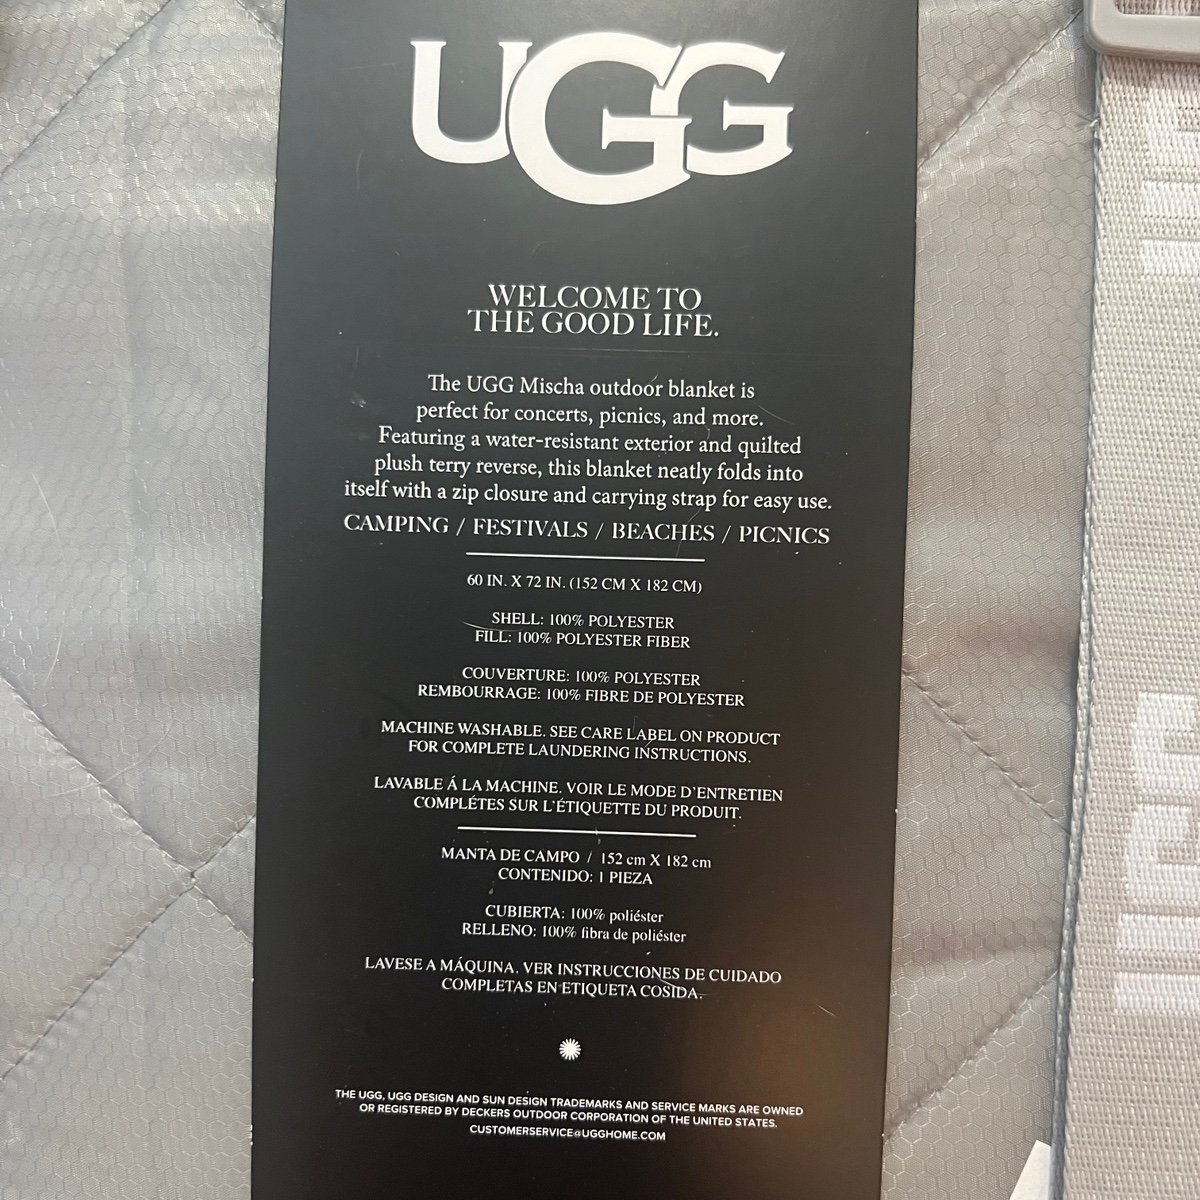 UGG
WELCOME TO
THE GOOD LIFE.
The UGG Mischa outdoor blanket is
perfect for concerts, picnics, and more.
Featuring a water-resistant exterior and quilted
plush terry reverse, this blanket neatly folds into
itself with a zip closure and carrying strap for easy use.
CAMPING / FESTIVALS / BEACHES / PICNICS
60 IN. X 72 IN. (152 CM X 182 CM)
SHELL: 100% POLYESTER
FILL: 100% POLYESTER FIBER
COUVERTURE: 100% POLYESTER
REMBOURRAGE: 100% FIBRE DE POLYESTER
MACHINE WASHABLE. SEE CARE LABEL ON PRODUCT
FOR COMPLETE LAUNDERING INSTRUCTIONS.
LAVABLE Á LA MACHINE. VOIR LE MODE D'ENTRETIEN
COMPLÉTES SUR L'ÉTIQUETTE DU PRODUIT.
MANTA DE CAMPO / 152 cm X 182 cm
CONTENIDO: 1 PIEZA
CUBIERTA: 100% poliéster
RELLENO: 100% fibra de poliéster
LAVESE A MÁQUINA. VER INSTRUCCIONES DE CUIDADO
COMPLETAS EN ETIQUETA COSIDA.
THE UGG, UGG DESIGN AND SUN DESIGN TRADEMARKS AND SERVICE MARKS ARE OWNED
OR REGISTERED BY DECKERS OUTDOOR CORPORATION OF THE UNITED STATES.
CUSTOMERSERVICE@UGGHOME.COM